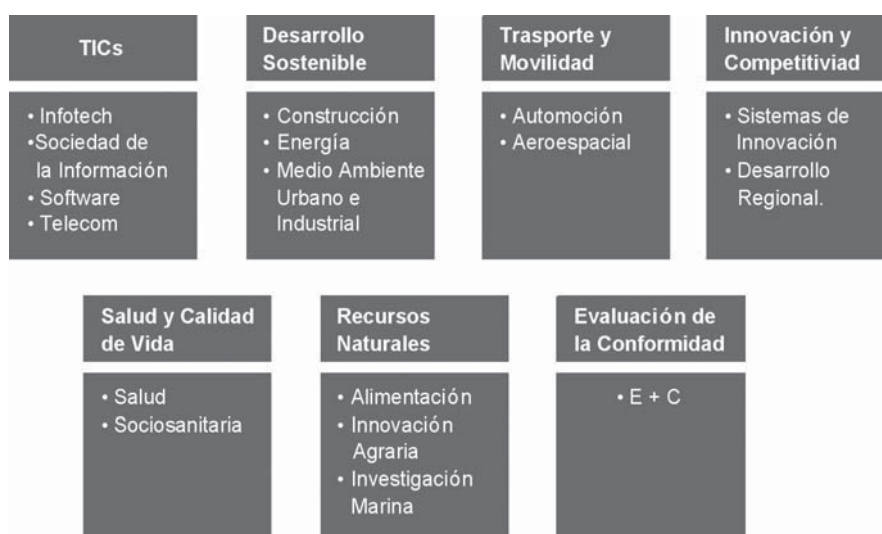 TICs
• Infotech
•Sociedad de
la Información
• Software
• Telecom
Desarrollo
Sostenible
• Construcción
• Energía
• Medio Ambiente
Urbano e
Industrial
Trasporte y
Movilidad
• Automoción
• Aeroespacial
Innovación y
Competitiviad
• Sistemas de
Innovación
• Desarrollo
Regional.
Salud y Calidad
de Vida
• Salud
• Sociosanitaria
Recursos
Naturales
• Alimentación
• Innovación
Agraria
• Investigación
Marina
Evaluación de
la Conformidad
• E + C